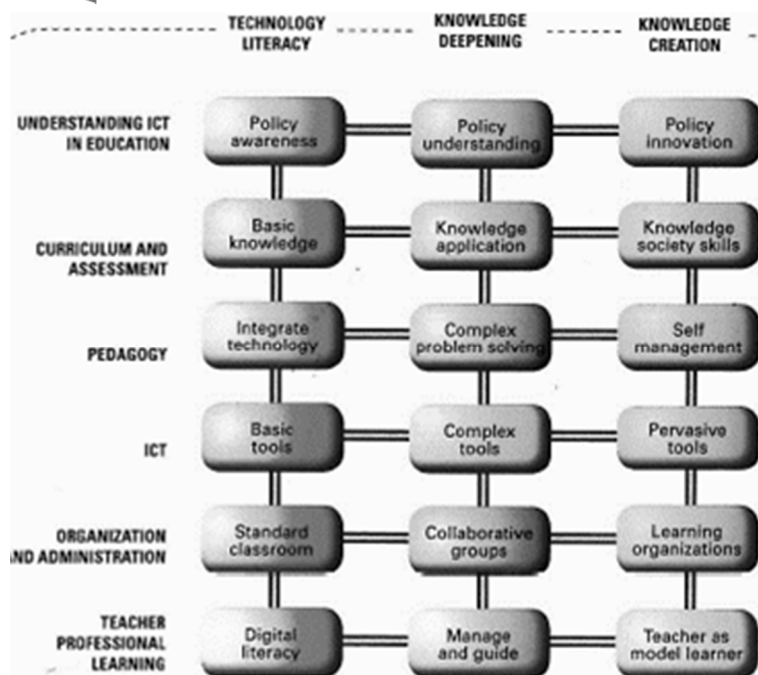 TECHNOLOGY LITERACY
KNOWLEDGE DEEPENING
KNOWLEDGE CREATION
UNDERSTANDING ICT IN EDUCATION
Policy awareness
Policy understanding
Policy innovation
CURRICULUM AND ASSESSMENT
Basic knowledge
Knowledge application
Knowledge society skills
PEDAGOGY
Integrate technology
Complex problem solving
Self management
ICT
Basic tools
Complex tools
Pervasive tools
ORGANIZATION AND ADMINISTRATION
Standard classroom
Collaborative groups
Learning organizations
TEACHER PROFESSIONAL LEARNING
Digital literacy
Manage and guide
Teacher as model learner